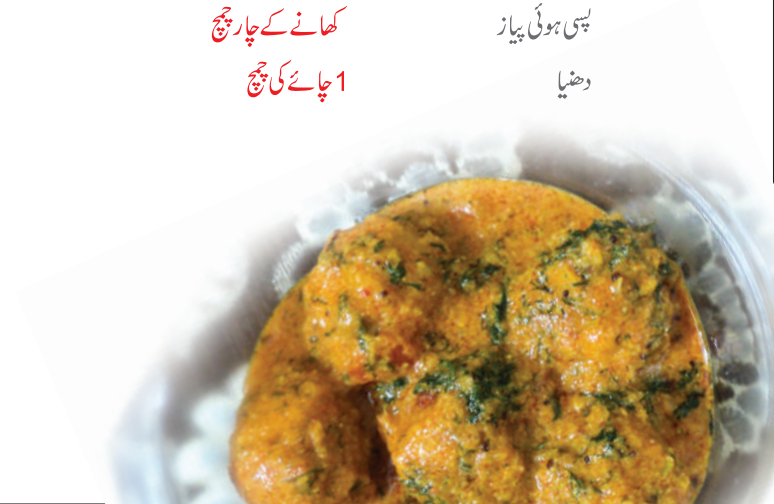 پسی ہوئی پیاز کھانے کے چار چمچ
دھنیا 1 چائے کی چمچ